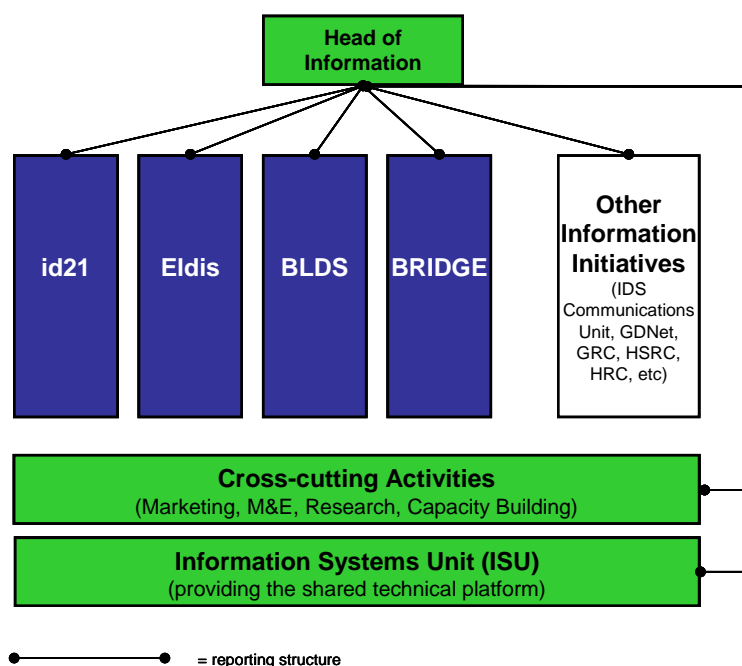 Head of
Information
id21
Eldis
BLDS
BRIDGE
Other
Information
Initiatives
(IDS
Communications
Unit, GDNet,
GRC, HSRC,
HRC, etc)
Cross-cutting Activities
(Marketing, M&E, Research, Capacity Building)
Information Systems Unit (ISU)
(providing the shared technical platform)
= reporting structure